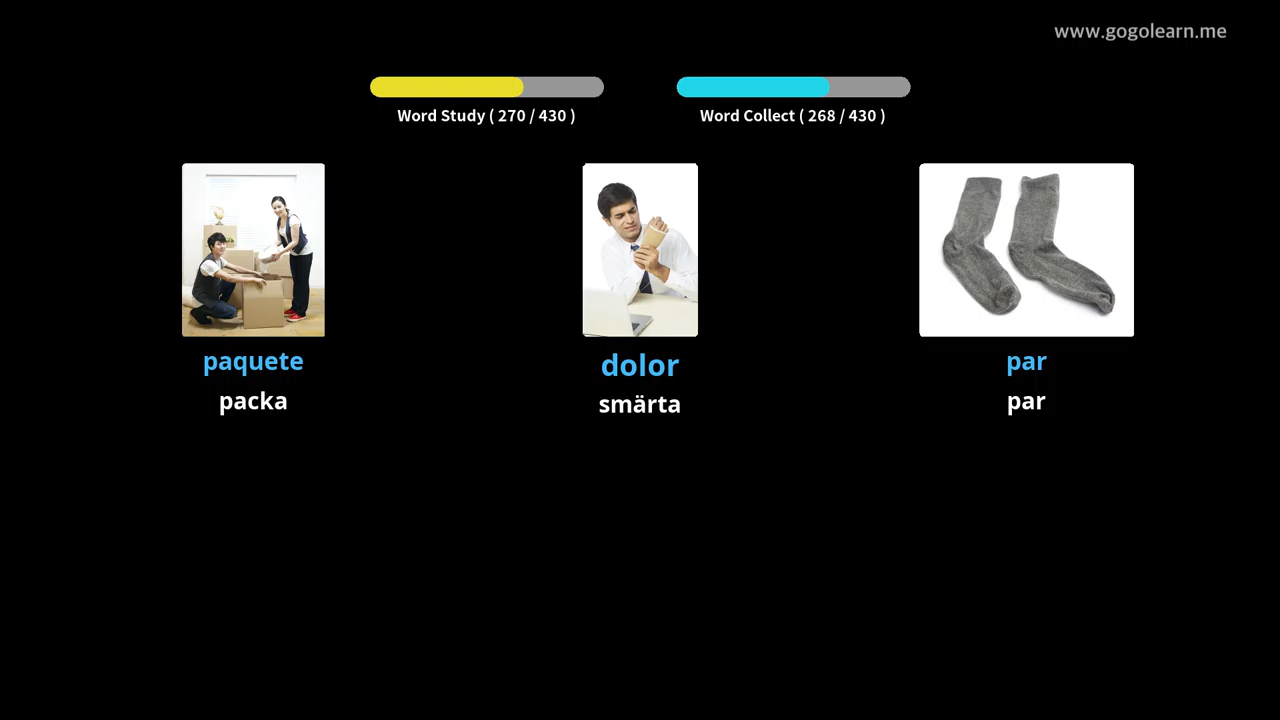 www.gogolearn.me
Word Study ( 270 / 430 )
Word Collect ( 268 / 430 )
paquete
packa
dolor
smärta
par
par